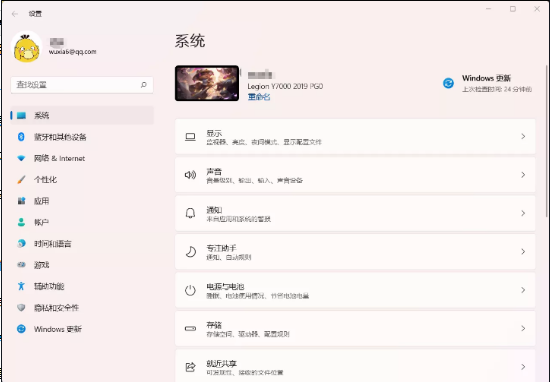 设置
wuxia6@qq.com
查找设置
系统
蓝牙和其他设备
网络 & Internet
个性化
应用
帐户
时间和语言
游戏
辅助功能
隐私和安全性
Windows 更新
系统
Legion Y7000 2019 PG0
重命名
Windows 更新
上次检查时间: 24 分钟前
显示
监视器、亮度、夜间模式、显示配置文件
声音
音量级别、输出、输入、声音设备
通知
来自应用和系统的警报
专注助手
通知、自动规则
电源与电池
睡眠、电池使用情况、节省电池电量
存储
存储空间、驱动器、配置规则
就近共享
可发现性、接收的文件位置